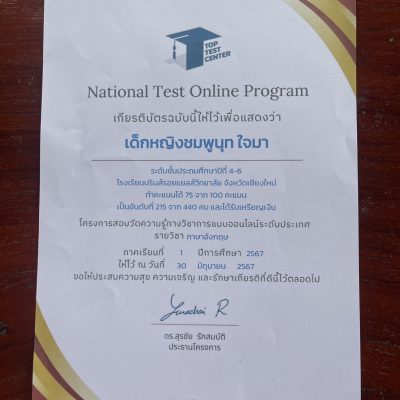 TOP
TEST
CENTER
National Test Online Program
เกียรติบัตรฉบับนี้ให้ไว้เพื่อแสดงว่า
เด็กหญิงชมพูนุท ใจมา
ระดับชั้นประถมศึกษาปีที่ 4-6
โรงเรียนปรินส์รอยแยลส์วิทยาลัย จังหวัดเชียงใหม่
ทำคะแนนได้ 75 จาก 100 คะแนน
เป็นอันดับที่ 215 จาก 440 คน และได้รับเหรียญเงิน
โครงการสอบวัดความรู้ทางวิชาการแบบออนไลน์ระดับประเทศ
รายวิชา ภาษาอังกฤษ
ภาคเรียนที่ 1 ปีการศึกษา 2567
ให้ไว้ ณ วันที่ 30 มิถุนายน 2567
ขอให้ประสบความสุข ความเจริญ และรักษาเกียรติที่ดีนี้ไว้ตลอดไป
ดร.สุรชัย รักสมบัติ
ประธานโครงการ